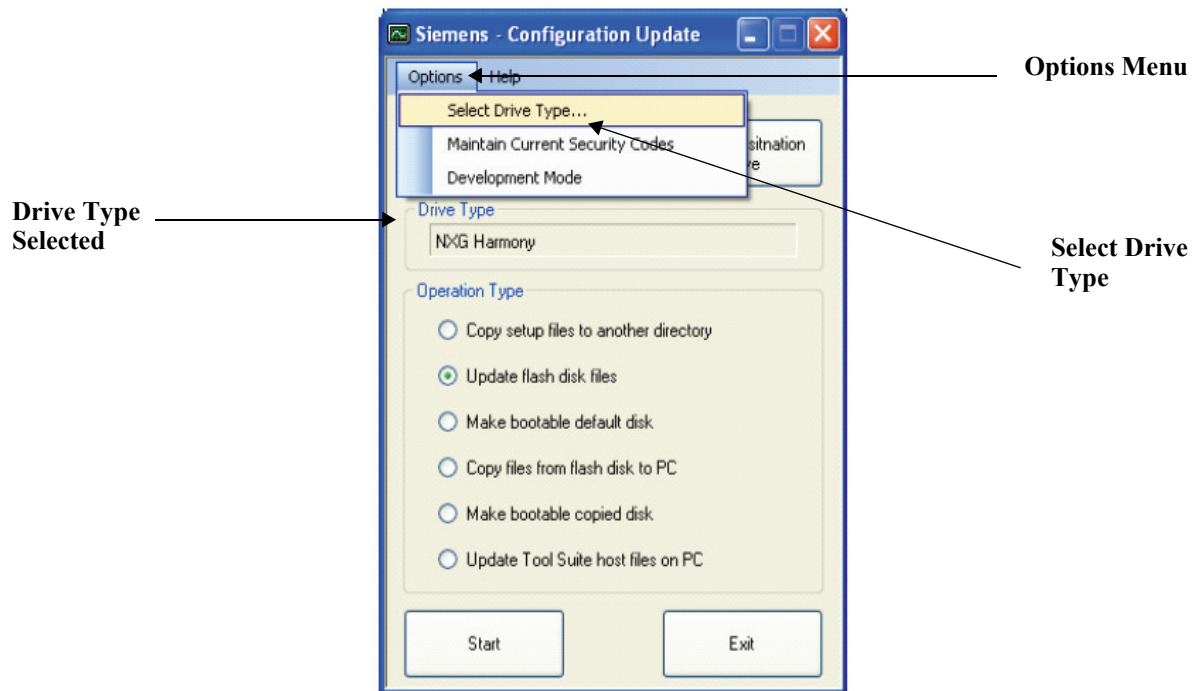 Siemens - Configuration Update
Options Help
Options Menu
Select Drive Type...
Maintain Current Security Codes
Development Mode
Drive Type
Selected
Drive Type
NXG Harmony
Select Drive
Type
Operation Type
Copy setup files to another directory
Update flash disk files
Make bootable default disk
Copy files from flash disk to PC
Make bootable copied disk
Update Tool Suite host files on PC
Start
Exit